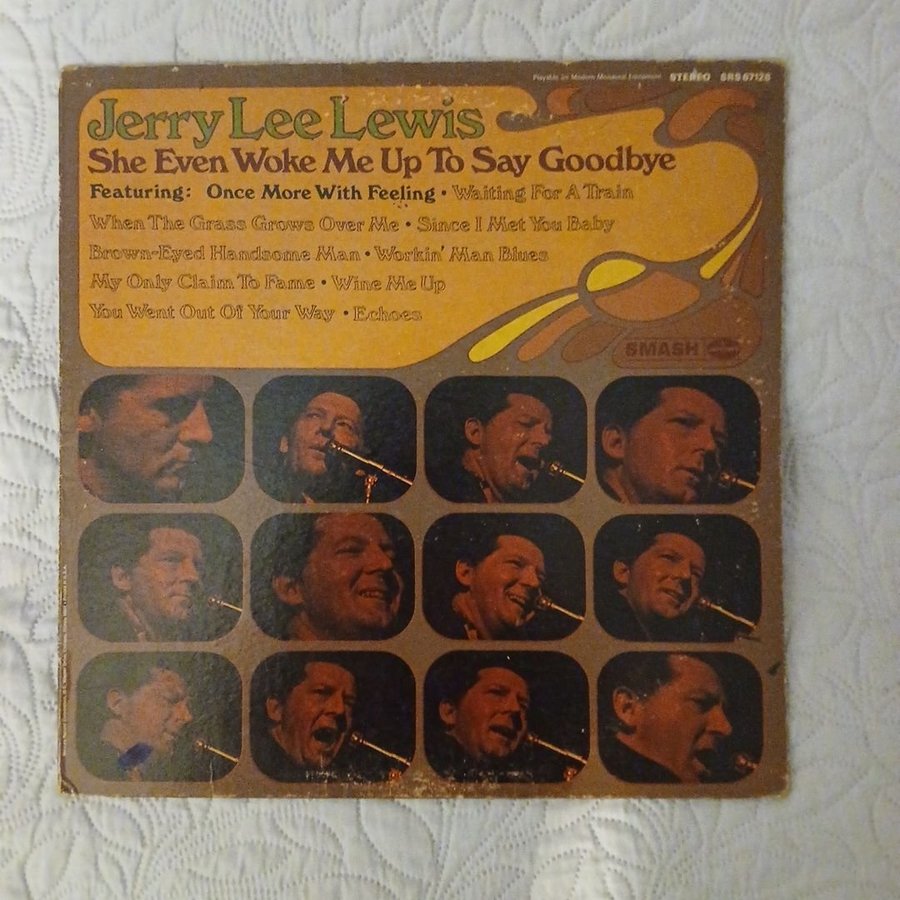 Playable on Modern Monaural Equipment STEREO SRS 67128
Jerry Lee Lewis
She Even Woke Me Up To Say Goodbye
Featuring: Once More With Feeling • Waiting For A Train
When The Grass Grows Over Me • Since I Met You Baby
Brown-Eyed Handsome Man • Workin' Man Blues
My Only Claim To Fame • Wine Me Up
You Went Out Of Your Way • Echoes
SMASH